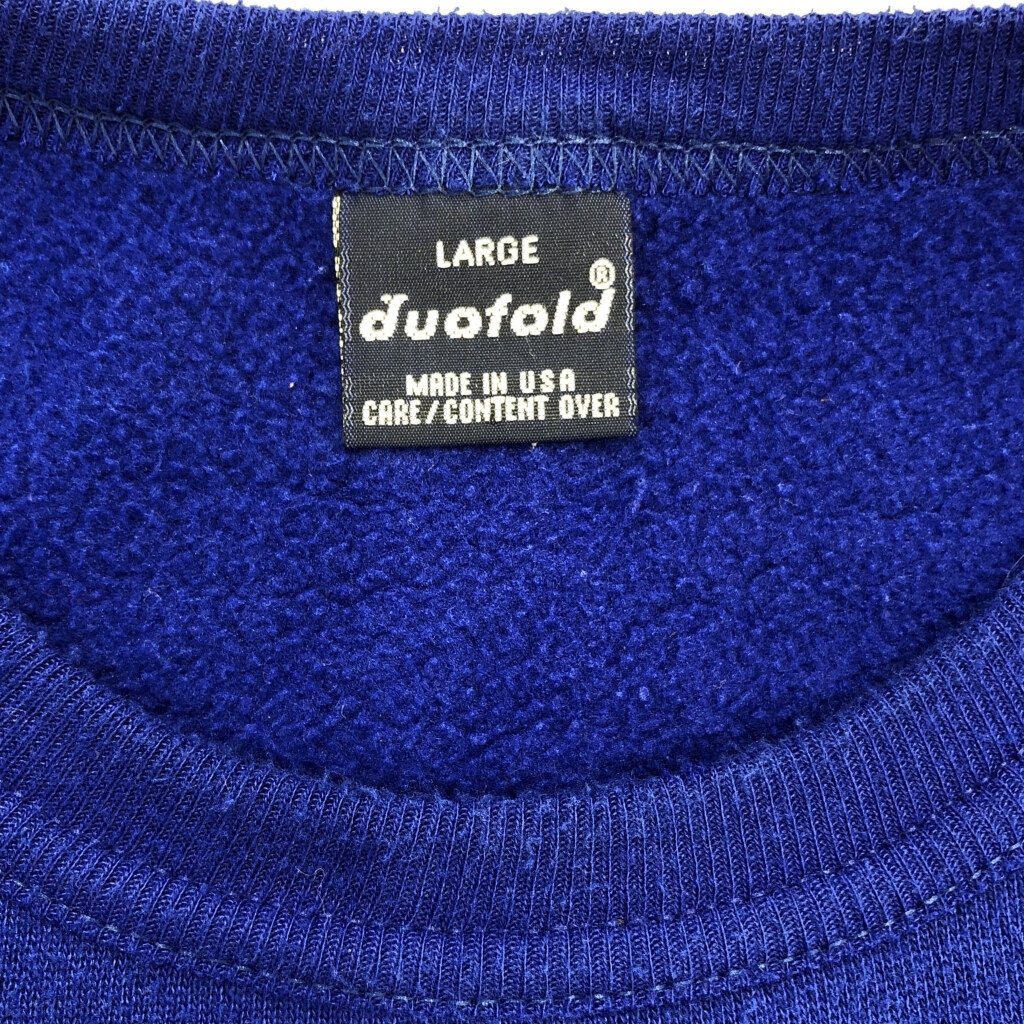 LARGE
duofold®
MADE IN USA
CARE/CONTENT OVER